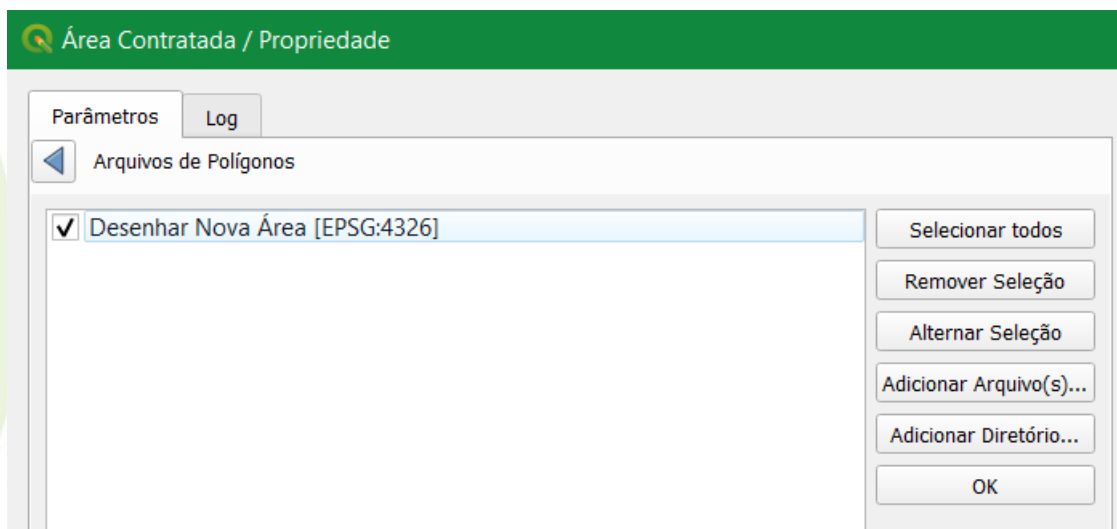 Área Contratada / Propriedade
Parâmetros
Log
Arquivos de Polígonos
Desenhar Nova Área [EPSG:4326]
Selecionar todos
Remover Seleção
Alternar Seleção
Adicionar Arquivo(s)...
Adicionar Diretório...
OK